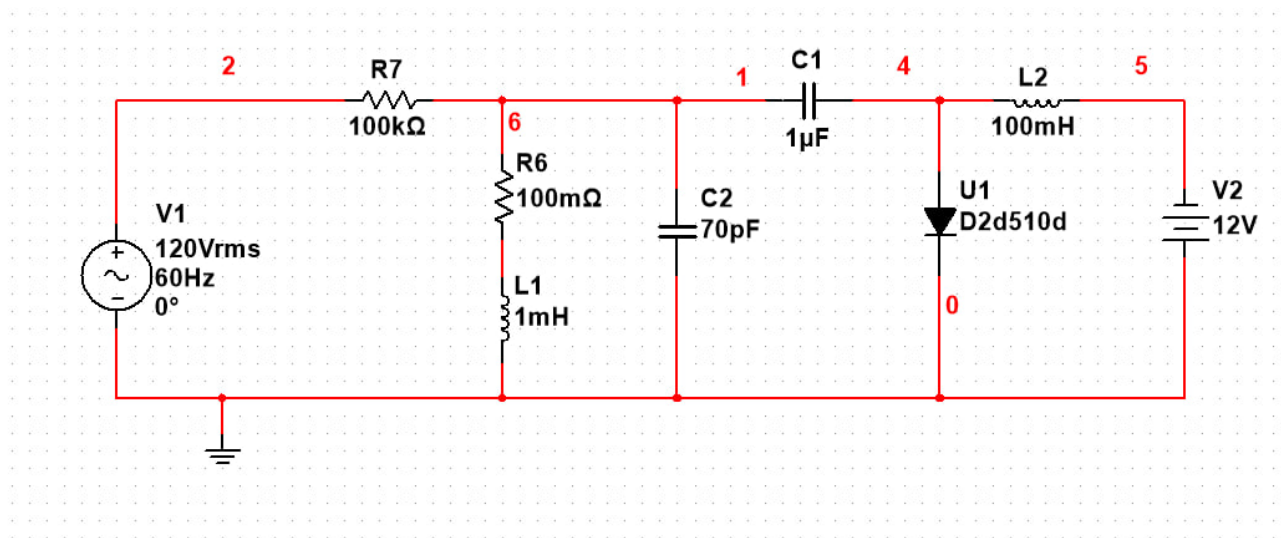 2
R7
100kΩ
6
1
C1
1µF
4
L2
100mH
5
R6
100mΩ
L1
1mH
C2
70pF
U1
D2d510d
0
V1
120Vrms
60Hz
0°
V2
12V